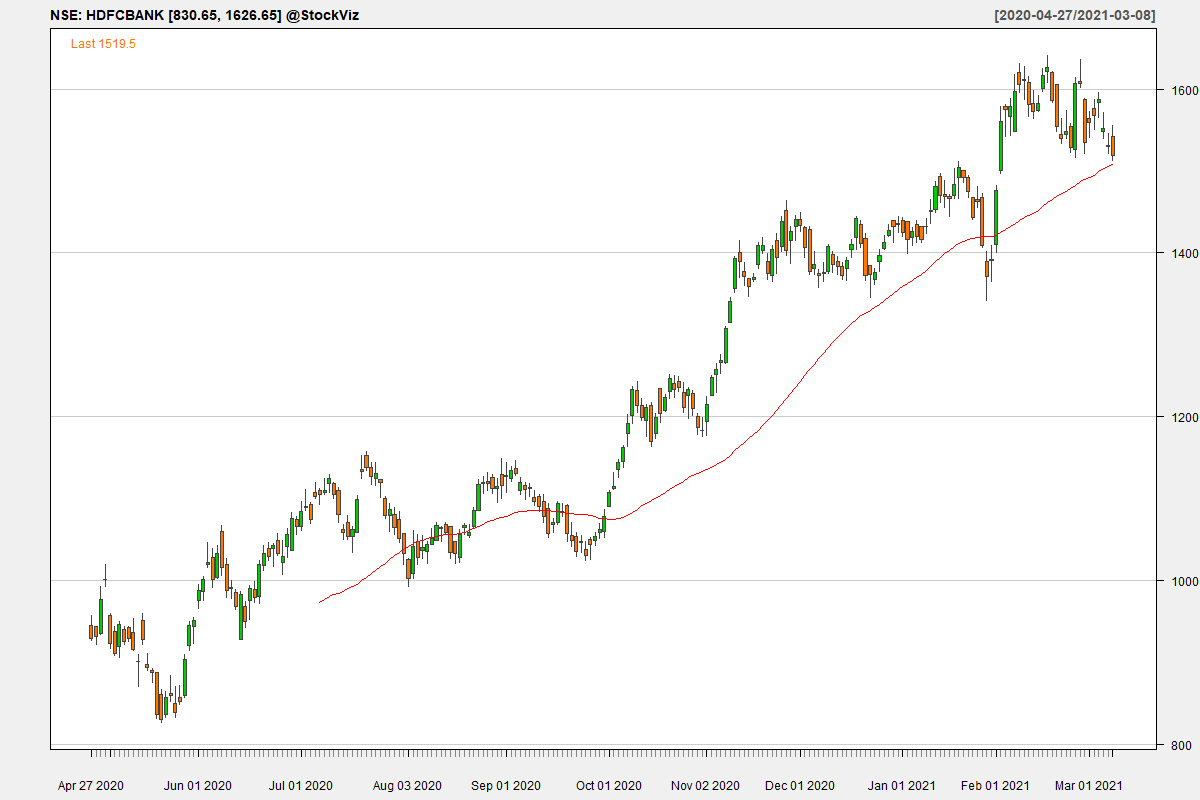 NSE: HDFCBANK [830.65, 1626.65] @StockViz [2020-04-27/2021-03-08]
Last 1519.5
1600
1400
1200
1000
800
Apr 27 2020 Jun 01 2020 Jul 01 2020 Aug 03 2020 Sep 01 2020 Oct 01 2020 Nov 02 2020 Dec 01 2020 Jan 01 2021 Feb 01 2021 Mar 01 2021